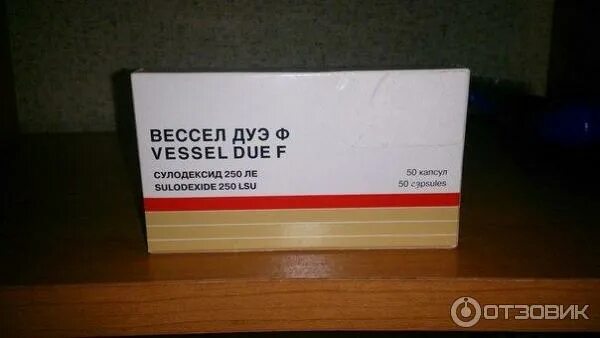 ВЕССЕЛ ДУЭ Ф
VESSEL DUE F
СУЛОДЕКСИД 250 ЛЕ
SULODEXIDE 250 LSU
50 капсул
50 capsules
ОТЗОВИК